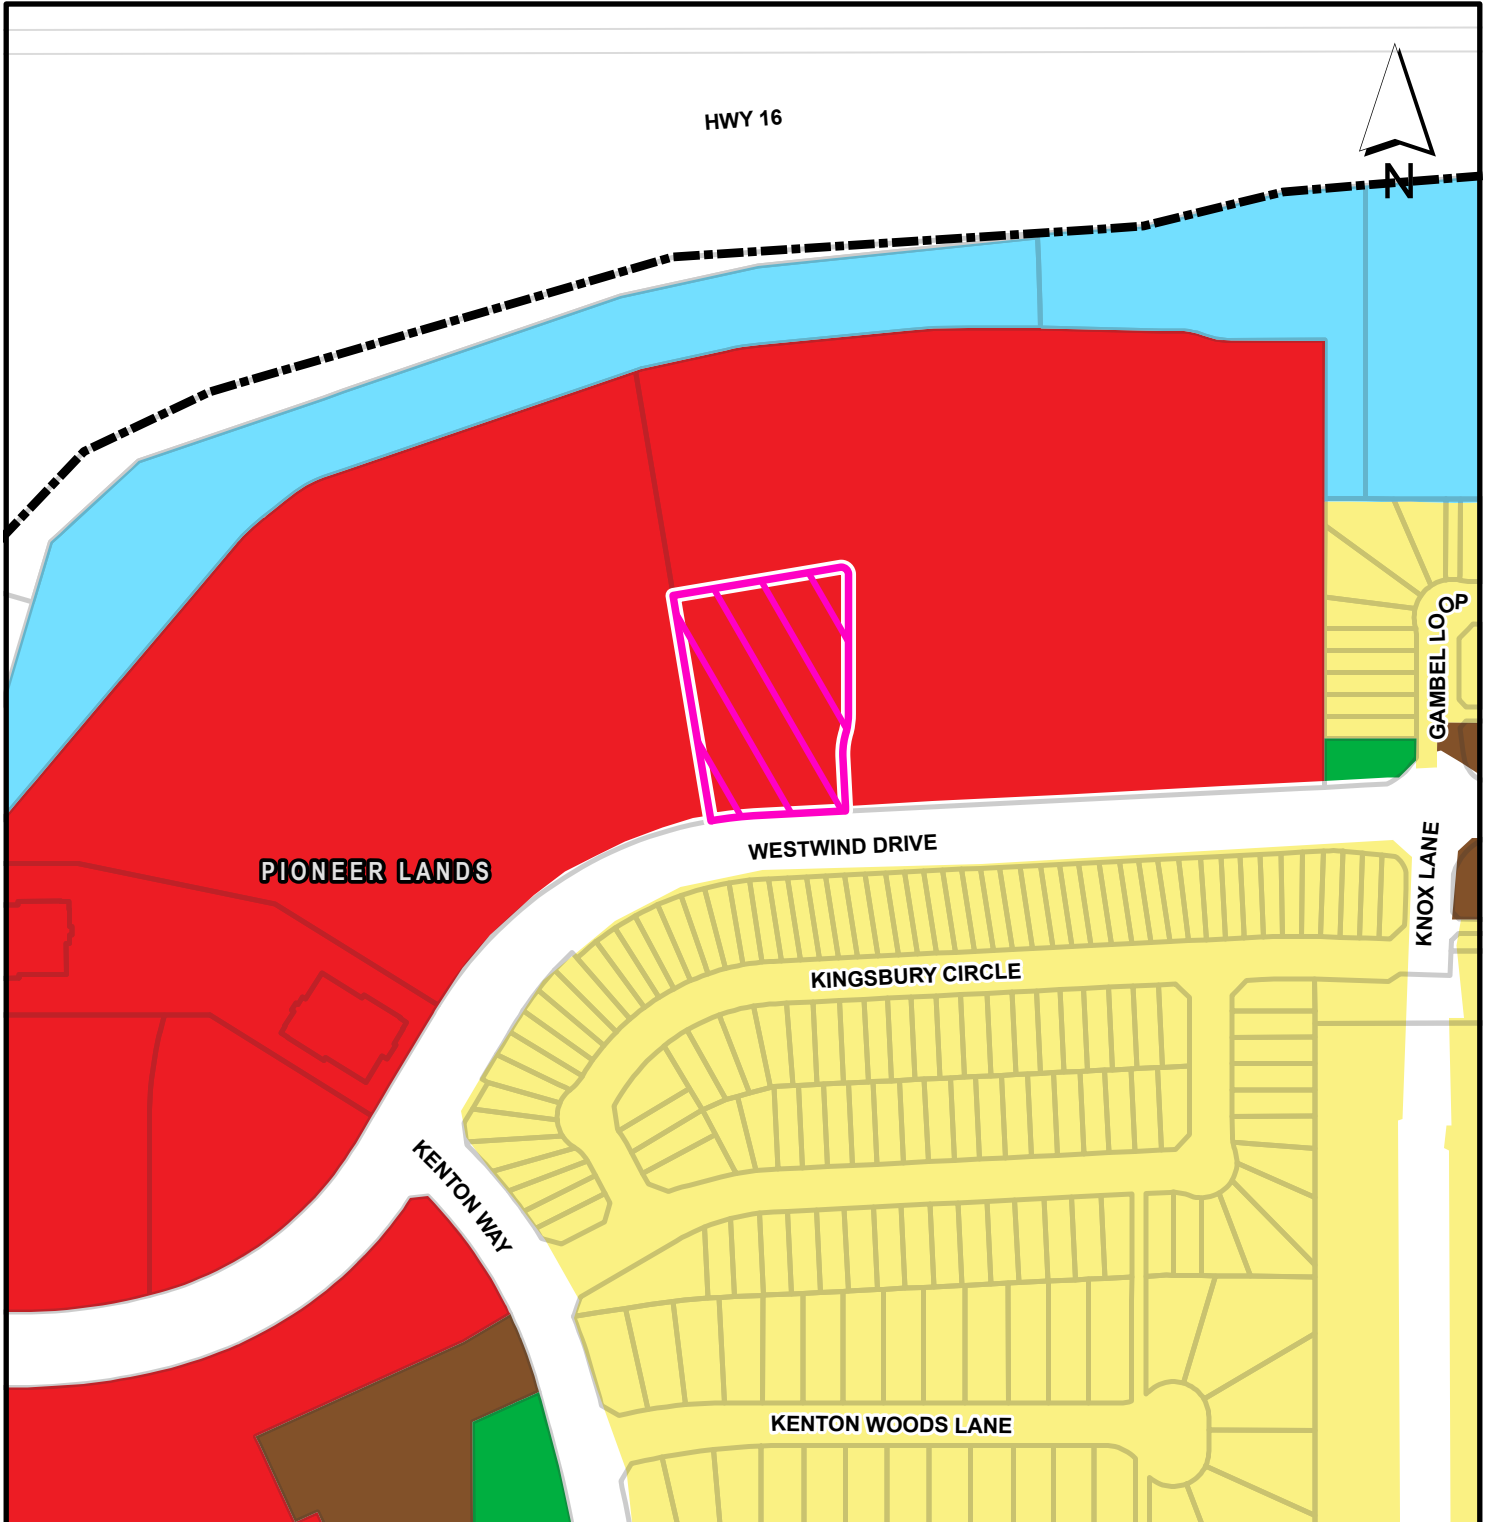 HWY 16
N
GAMBEL LOOP
WESTWIND DRIVE
PIONEER LANDS
KNOX LANE
KINGSBURY CIRCLE
KENTON WAY
KENTON WOODS LANE